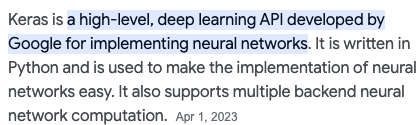 Keras is a high-level, deep learning API developed by
Google for implementing neural networks. It is written in
Python and is used to make the implementation of neural
networks easy. It also supports multiple backend neural
network computation. Apr 1, 2023